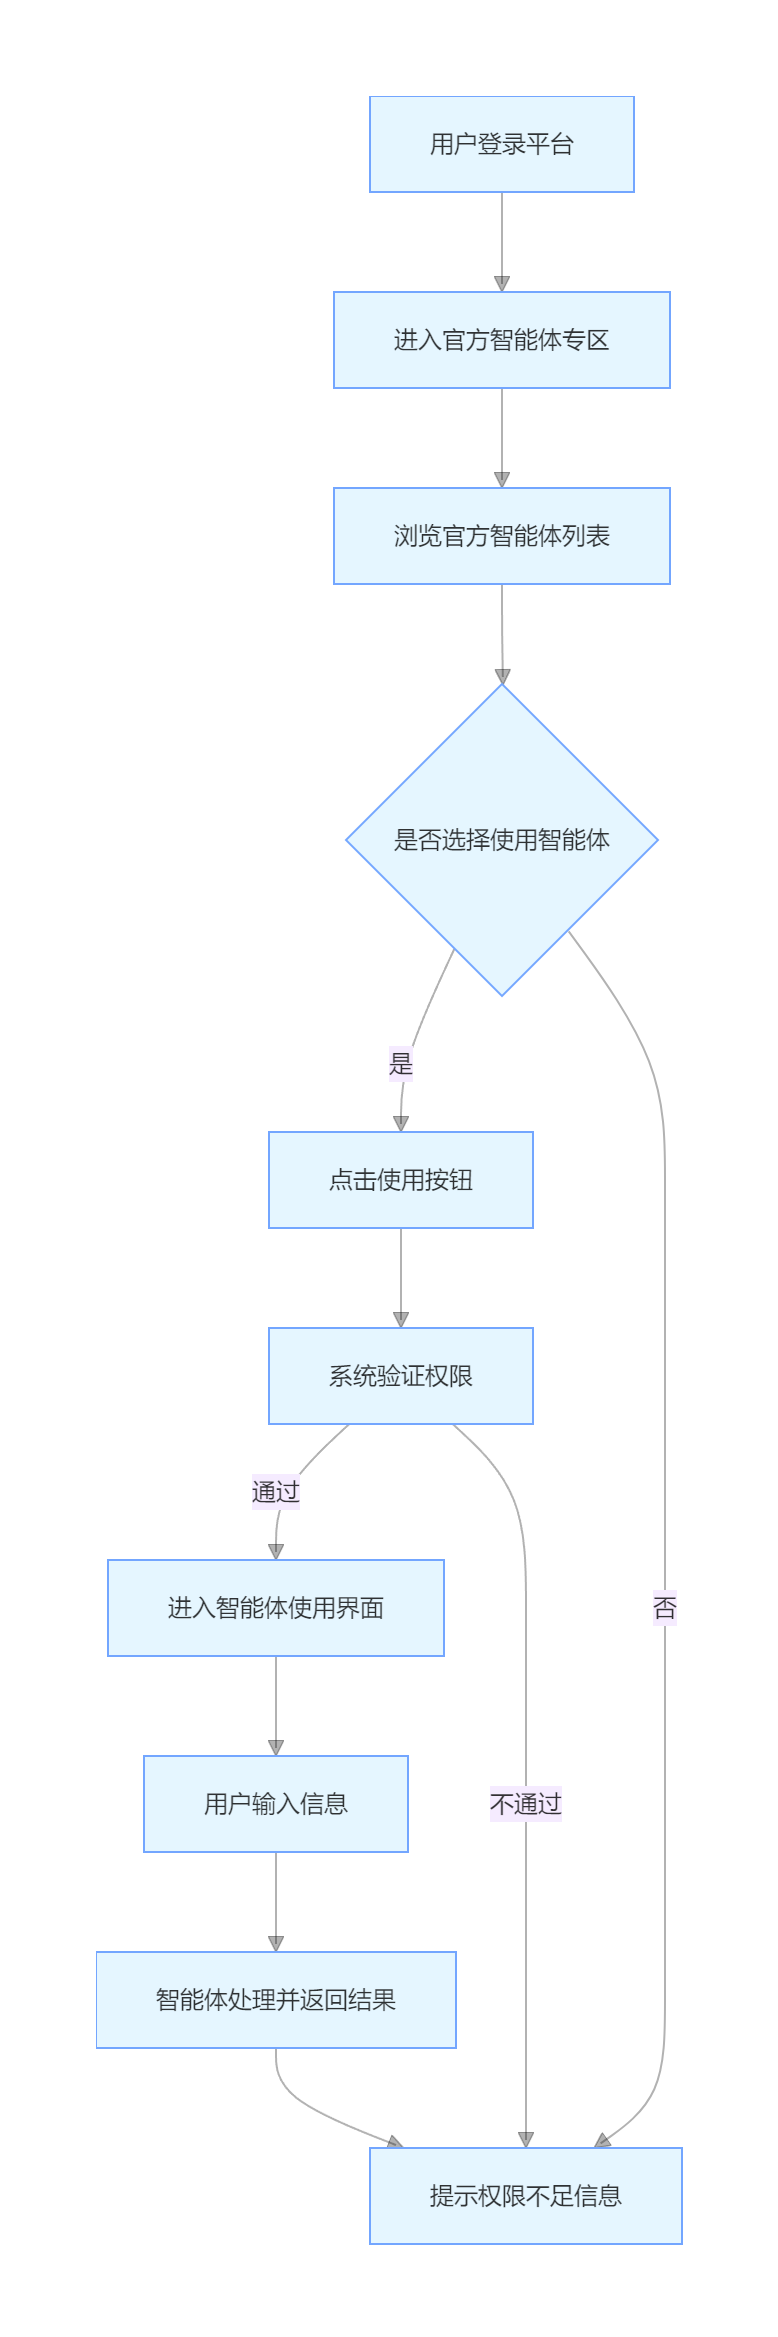 用户登录平台
进入官方智能体专区
浏览官方智能体列表
是否选择使用智能体
是
点击使用按钮
系统验证权限
通过
进入智能体使用界面
否
用户输入信息
不通过
智能体处理并返回结果
提示权限不足信息